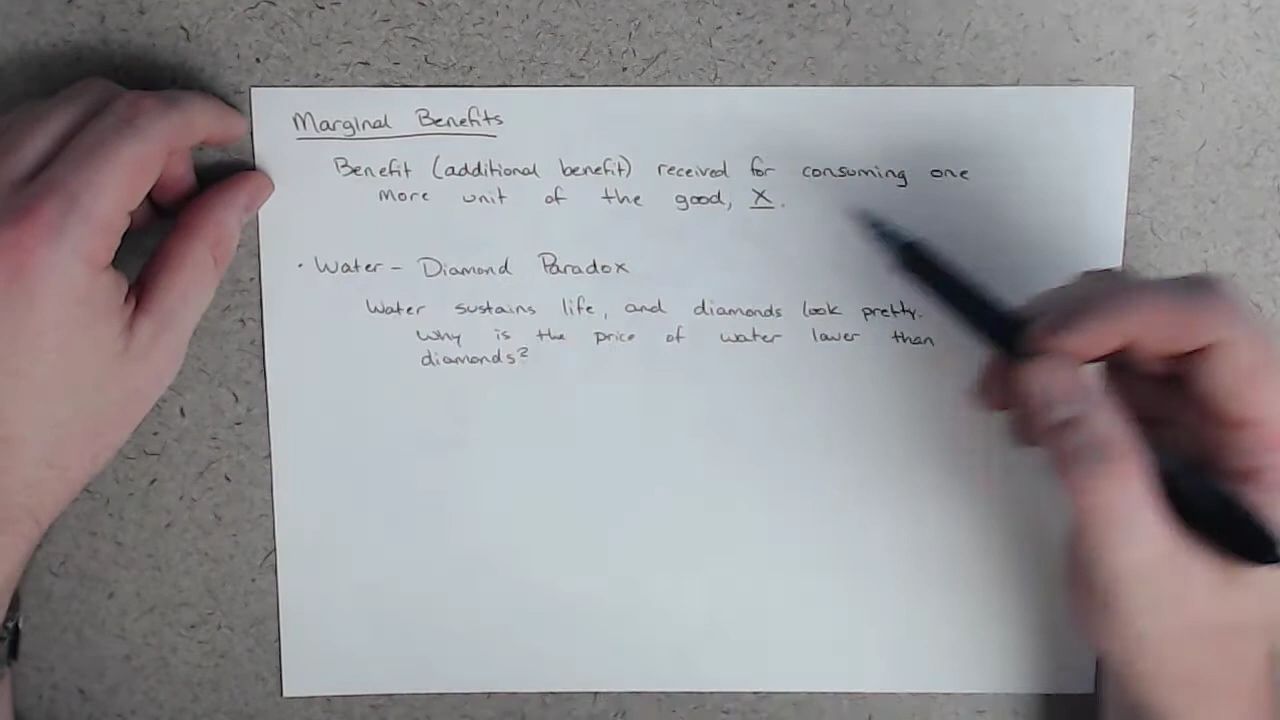 Marginal Benefits
Benefit (additional benefit) received for consuming one
more unit of the good, X.
• Water - Diamond Paradox
Water sustains life, and diamonds look pretty.
Why is the price of water lower than
diamonds?